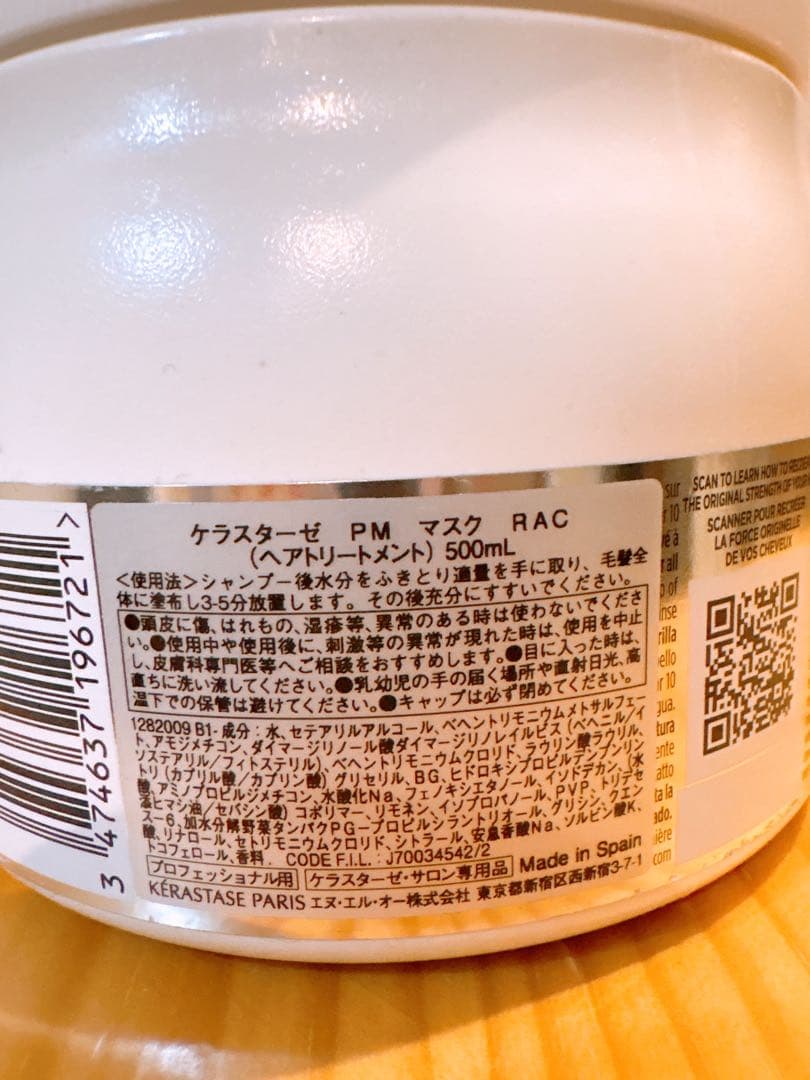 ケラスターゼ PM マスク RAC
(ヘアトリートメント) 500mL
<使用法>シャンプー後水分をふきとり適量を手に取り、毛髪全
体に塗布し3-5分放置します。その後充分にすすいでください。
●頭皮に傷、はれもの、湿疹等、異常のある時は使わないでくださ
い。●使用中や使用後に、刺激等の異常が現れた時は、使用を中止
し、皮膚科専門医等へご相談をおすすめします。●目に入った時は、
直ちに洗い流してください。●乳幼児の手の届く場所や直射日光、高
温下での保管は避けてください。●キャップは必ず閉めてください。
1282009 B1- 成分:水、セテアリルアルコール、ベヘントリモニウムメトサルフェー
ト、アモジメチコン、ダイマージリノール酸ダイマージリノレイルビス(ベヘニル/イ
ソステアリル/フィトステリル)、ベヘントリモニウムクロリド、ラウリン酸ラウリル、
トリ(カプリル酸/カプリン酸)グリセリル、BG、ヒドロキシプロピルデンプンリン
酸、アミノプロピルジメチコン、水酸化Na、フェノキシエタノール、イソドデカン、(水
添ヒマシ油/セバシン酸)コポリマー、リモネン、イソプロパノール、PVP、トリデセ
ス-6、加水分解野菜タンパクPG-プロピルシラントリオール、グリシン、クエン
酸、リナロール、セトリモニウムクロリド、シトラール、安息香酸Na、ソルビン酸K、
トコフェロール、香料. CODE F.I.L.: J70034542/2
プロフェッショナル用 ケラスターゼ・サロン専用品 Made in Spain
KÉRASTASE PARIS エヌ・エル・オー株式会社 東京都新宿区西新宿3-7-1
3 474637 196721 >
SCAN TO LEARN HOW TO
THE ORIGINAL STRENGTH OF
SCANNER POUR RECRÉER
LA FORCE ORIGINELLE
DE VOS CHEVEUX